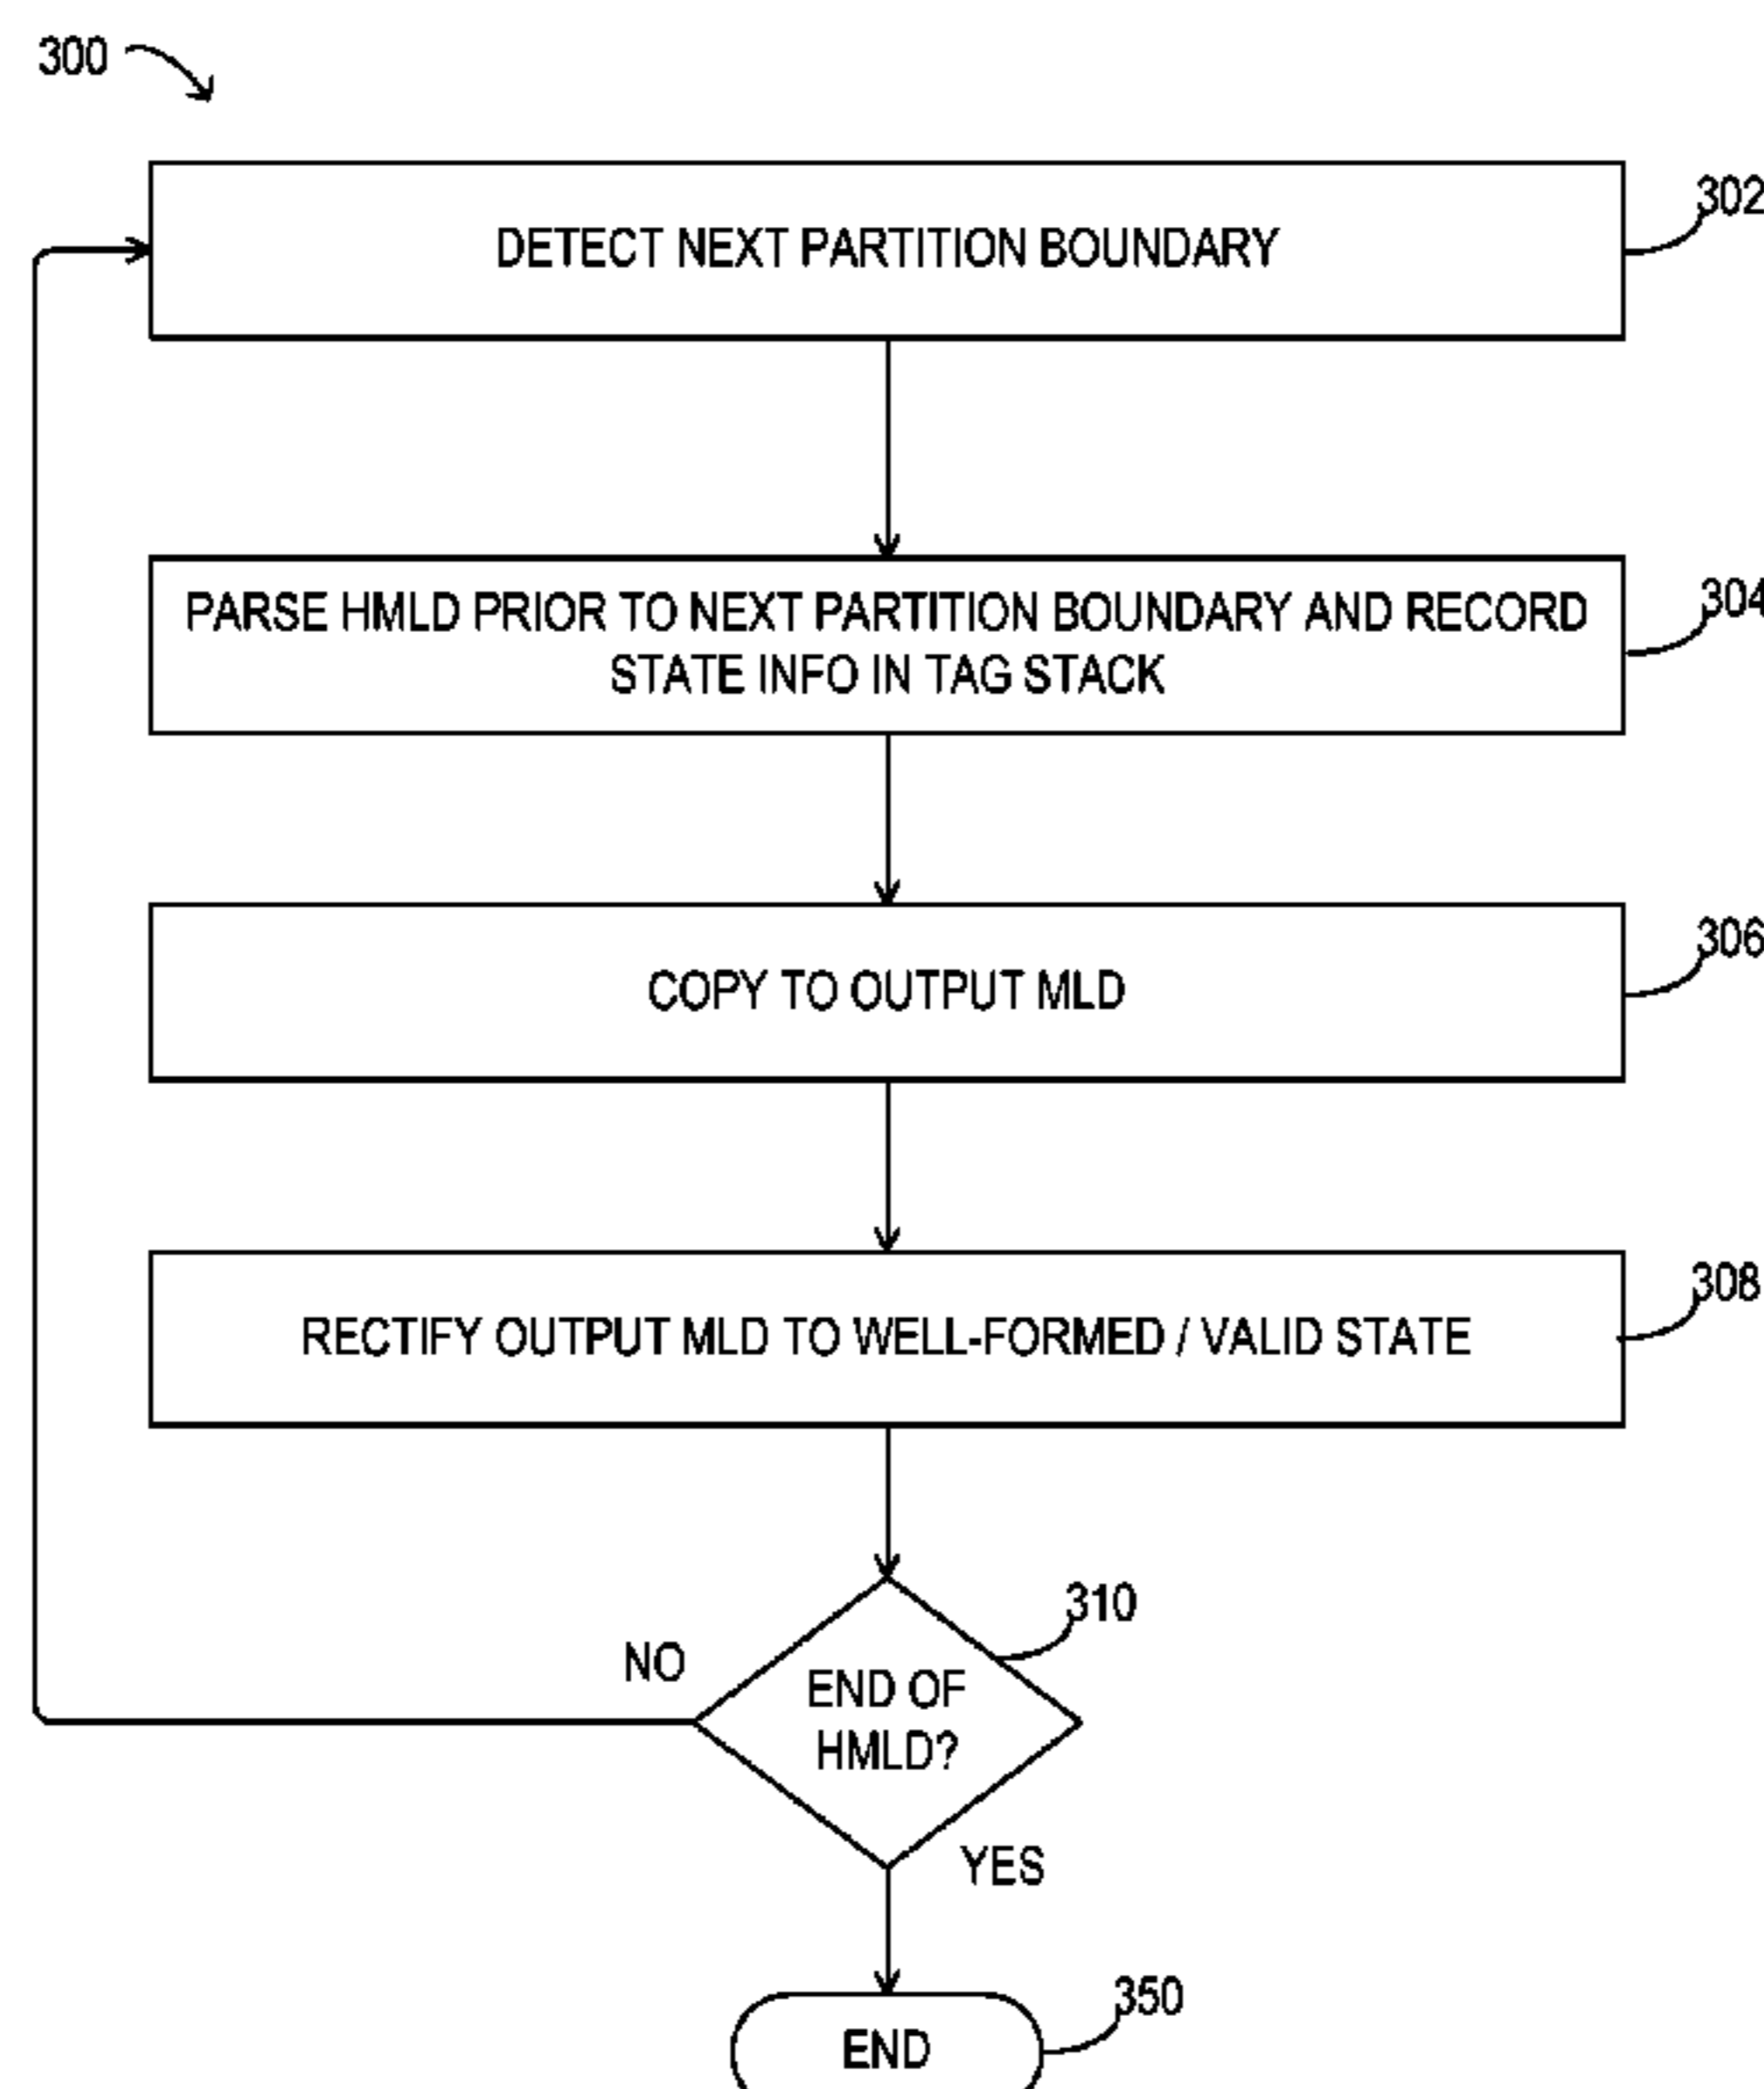 300
302
DETECT NEXT PARTITION BOUNDARY
304
PARSE HMLD PRIOR TO NEXT PARTITION BOUNDARY AND RECORD
STATE INFO IN TAG STACK
306
COPY TO OUTPUT MLD
308
RECTIFY OUTPUT MLD TO WELL-FORMED / VALID STATE
310
NO
END OF
HMLD?
YES
350
END